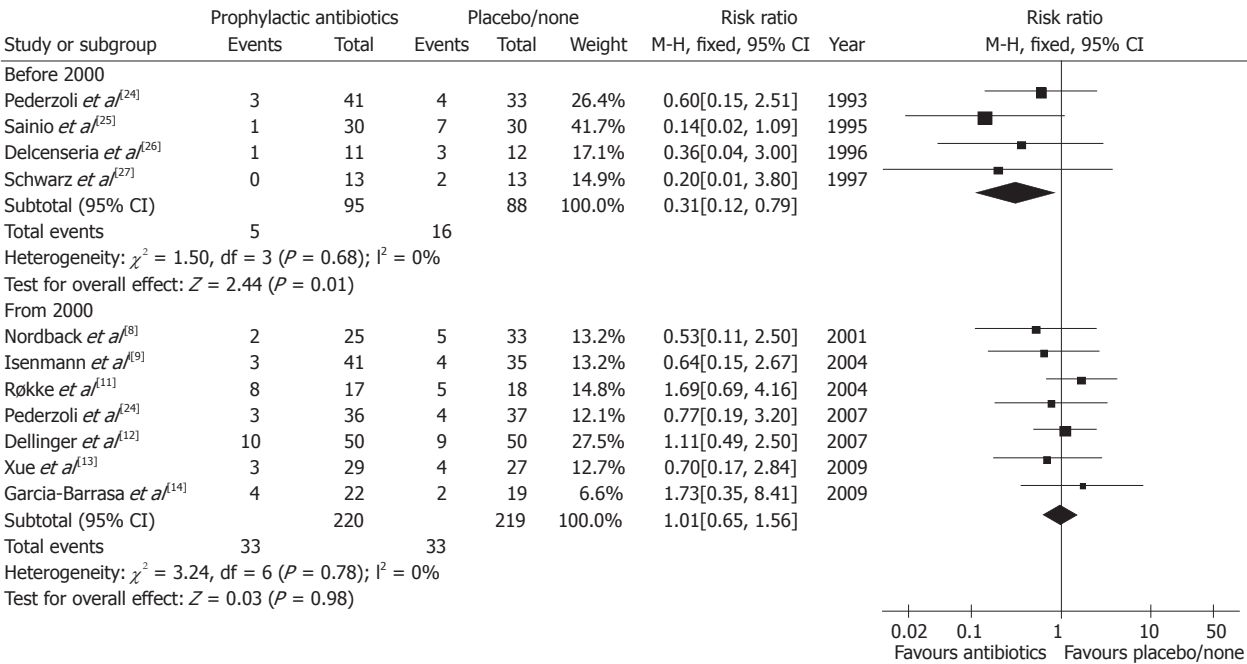 Prophylactic antibiotics Placebo/none Risk ratio Risk ratio
Study or subgroup Events Total Events Total Weight M-H, fixed, 95% CI Year M-H, fixed, 95% CI
Before 2000
Pederzoli et al[24] 3 41 4 33 26.4% 0.60[0.15, 2.51] 1993
Sainio et al[25] 1 30 7 30 41.7% 0.14[0.02, 1.09] 1995
Delcenseria et al[26] 1 11 3 12 17.1% 0.36[0.04, 3.00] 1996
Schwarz et al[27] 0 13 2 13 14.9% 0.20[0.01, 3.80] 1997
Subtotal (95% CI) 95 88 100.0% 0.31[0.12, 0.79]
Total events 5 16
Heterogeneity: χ² = 1.50, df = 3 (P = 0.68); I² = 0%
Test for overall effect: Z = 2.44 (P = 0.01)
From 2000
Nordback et al[8] 2 25 5 33 13.2% 0.53[0.11, 2.50] 2001
Isenmann et al[9] 3 41 4 35 13.2% 0.64[0.15, 2.67] 2004
Røkke et al[11] 8 17 5 18 14.8% 1.69[0.69, 4.16] 2004
Pederzoli et al[24] 3 36 4 37 12.1% 0.77[0.19, 3.20] 2007
Dellinger et al[12] 10 50 9 50 27.5% 1.11[0.49, 2.50] 2007
Xue et al[13] 3 29 4 27 12.7% 0.70[0.17, 2.84] 2009
Garcia-Barrasa et al[14] 4 22 2 19 6.6% 1.73[0.35, 8.41] 2009
Subtotal (95% CI) 220 219 100.0% 1.01[0.65, 1.56]
Total events 33 33
Heterogeneity: χ² = 3.24, df = 6 (P = 0.78); I² = 0%
Test for overall effect: Z = 0.03 (P = 0.98)
0.02 0.1 1 10 50
Favours antibiotics Favours placebo/none